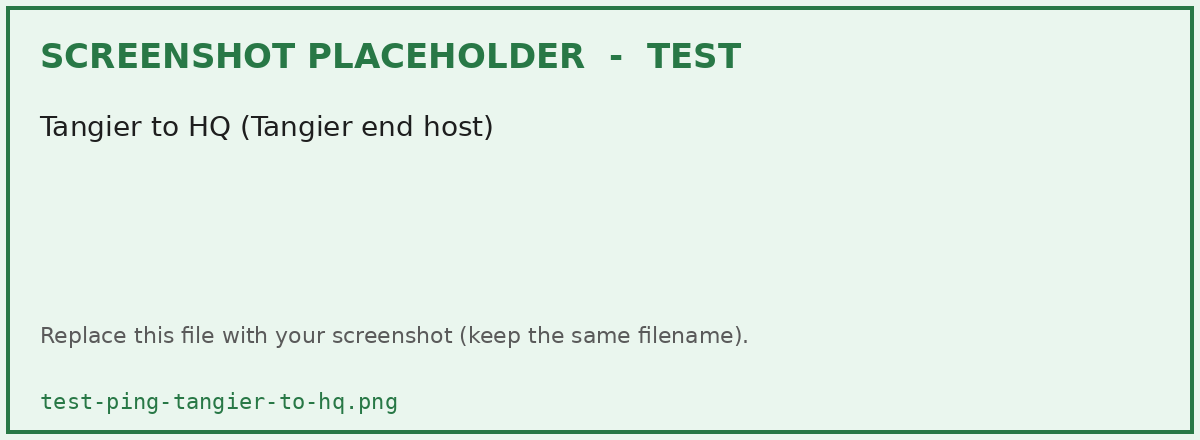 SCREENSHOT PLACEHOLDER - TEST
Tangier to HQ (Tangier end host)
Replace this file with your screenshot (keep the same filename).
test-ping-tangier-to-hq.png